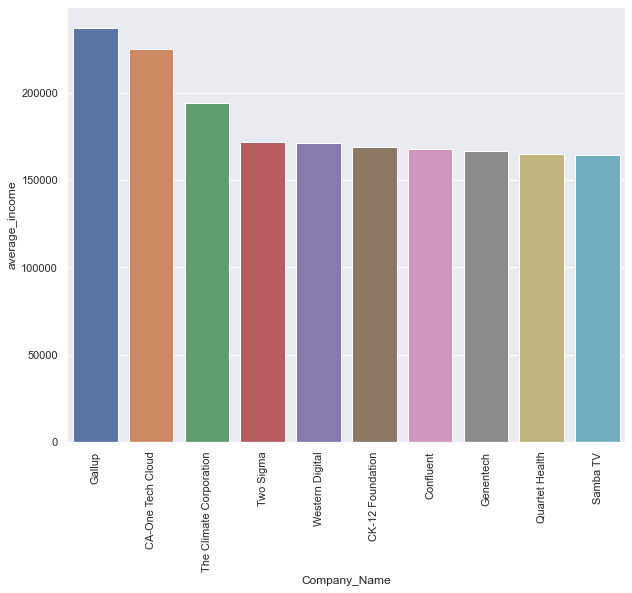 200000
150000
100000
50000
0
average_income
Gallup
CA-One Tech Cloud
The Climate Corporation
Two Sigma
Western Digital
CK-12 Foundation
Confluent
Genentech
Quartet Health
Samba TV
Company_Name